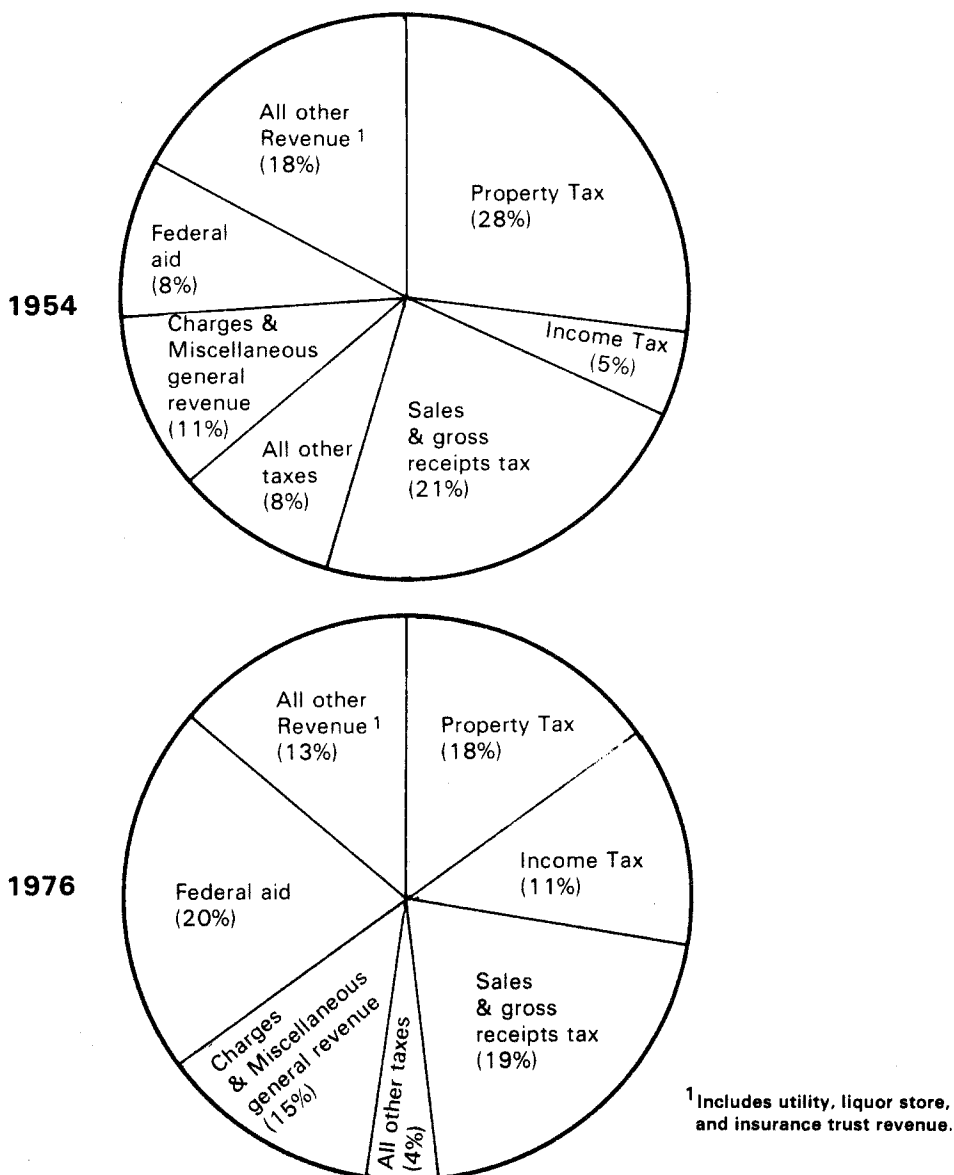 1954
All other
Revenue 1
(18%)
Property Tax
(28%)
Federal
aid
(8%)
Income Tax
(5%)
Charges &
Miscellaneous
general
revenue
(11%)
Sales
& gross
receipts tax
(21%)
All other
taxes
(8%)
1976
All other
Revenue 1
(13%)
Property Tax
(18%)
Income Tax
(11%)
Federal aid
(20%)
Sales
& gross
receipts tax
(19%)
Charges
& Miscellaneous
general revenue
(15%)
All other taxes
(4%)
1 Includes utility, liquor store,
and insurance trust revenue.